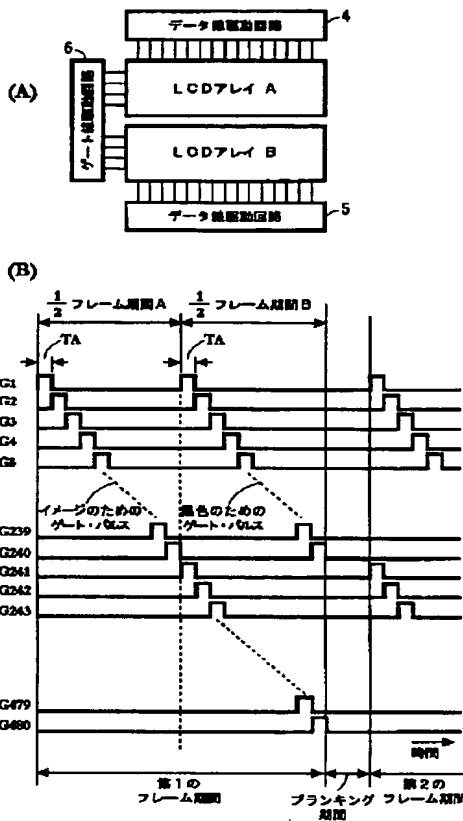 (A)
データ線駆動回路
4
6
ゲート線駆動回路
LCDアレイ A
LCDアレイ B
データ線駆動回路
5
(B)
1/2 フレーム期間A
1/2 フレーム期間B
TA
TA
G1
G2
G3
G4
G5
イメージのための
ゲート・パルス
黒色のための
ゲート・パルス
G239
G240
G241
G242
G243
G479
G480
時間
第1の
フレーム期間
ブランキング
期間
第2の
フレーム期間